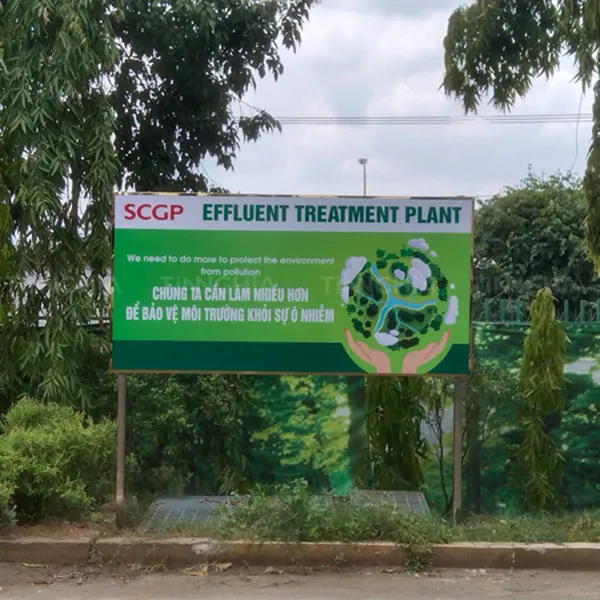 SCGP EFFLUENT TREATMENT PLANT
We need to do more to protect the environment
from pollution
CHÚNG TA CẦN LÀM NHIỀU HƠN
ĐỂ BẢO VỆ MÔI TRƯỜNG KHỎI SỰ Ô NHIỄM